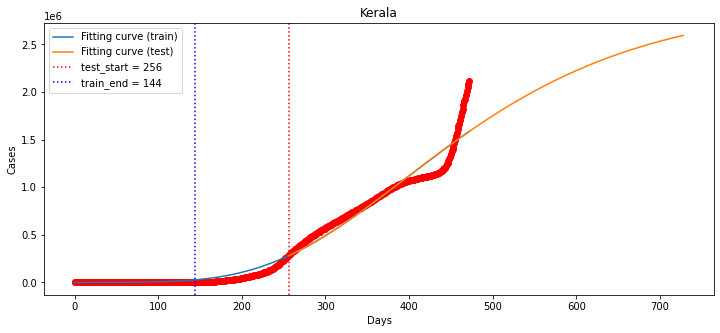 Kerala
1e6
Fitting curve (train)
Fitting curve (test)
test_start = 256
train_end = 144
2.5
2.0
1.5
1.0
0.5
0.0
Cases
0 100 200 300 400 500 600 700
Days